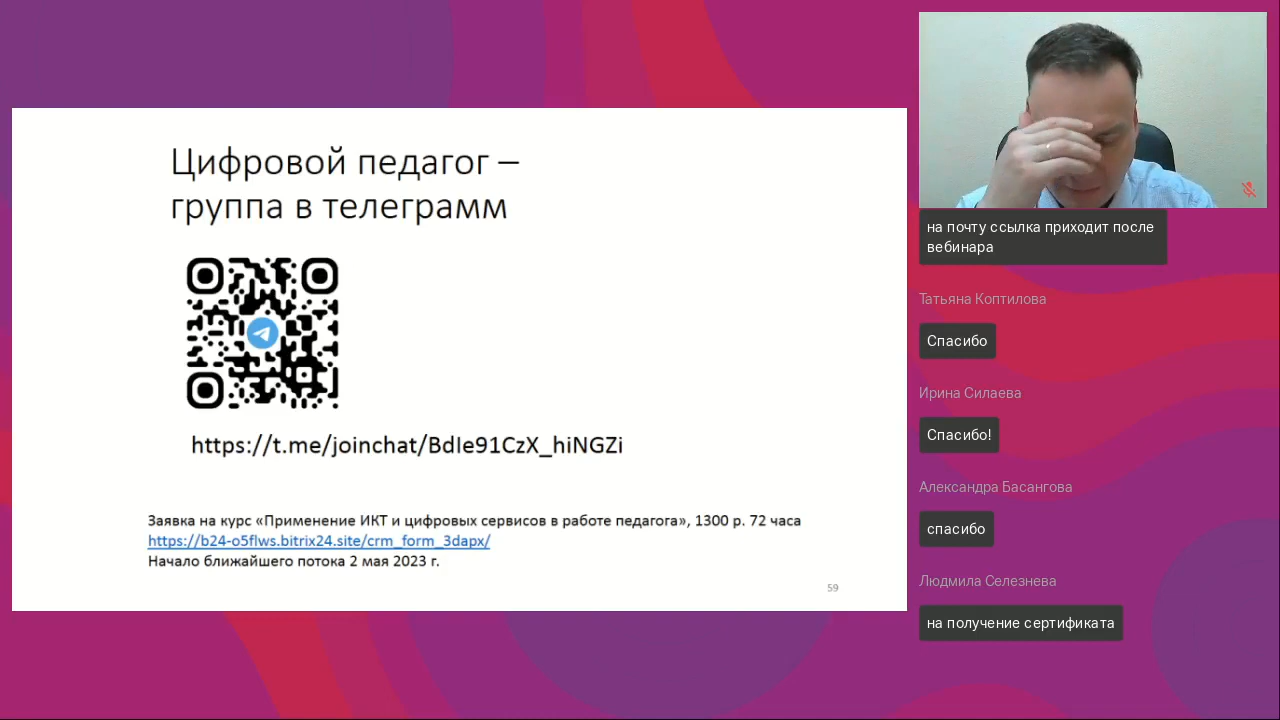 Цифровой педагог –
группа в телеграмм
https://t.me/joinchat/BdIe91CzX_hiNGZi
Заявка на курс «Применение ИКТ и цифровых сервисов в работе педагога», 1300 р. 72 часа
https://b24-o5flws.bitrix24.site/crm_form_3dapx/
Начало ближайшего потока 2 мая 2023 г.
59
на почту ссылка приходит после
вебинара
Татьяна Коптилова
Спасибо
Ирина Силаева
Спасибо!
Александра Басангова
спасибо
Людмила Селезнева
на получение сертификата